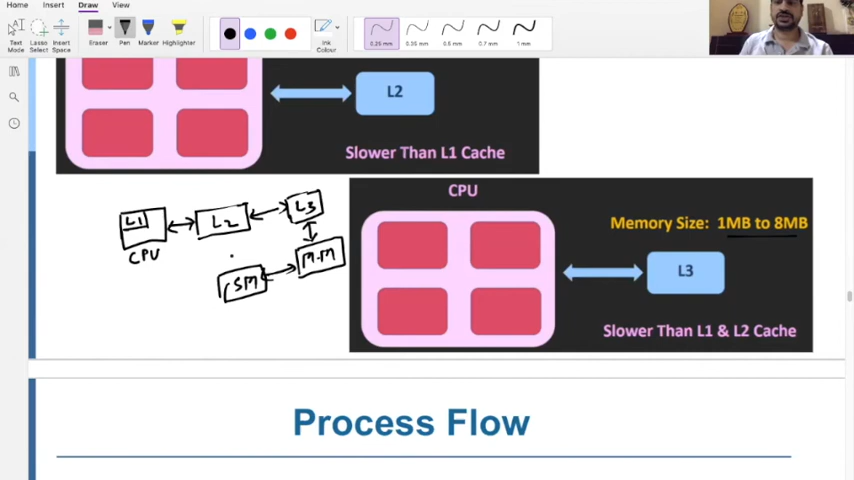 Home Insert Draw View
Text Mode
Lasso Select
Insert Space
Eraser
Pen
Marker
Highlighter
Ink Colour
0.25 mm
0.35 mm
0.5 mm
0.7 mm
1 mm
L2
Slower Than L1 Cache
L1
CPU
L2
L3
M.M
SM
CPU
Memory Size: 1MB to 8MB
L3
Slower Than L1 & L2 Cache
Process Flow